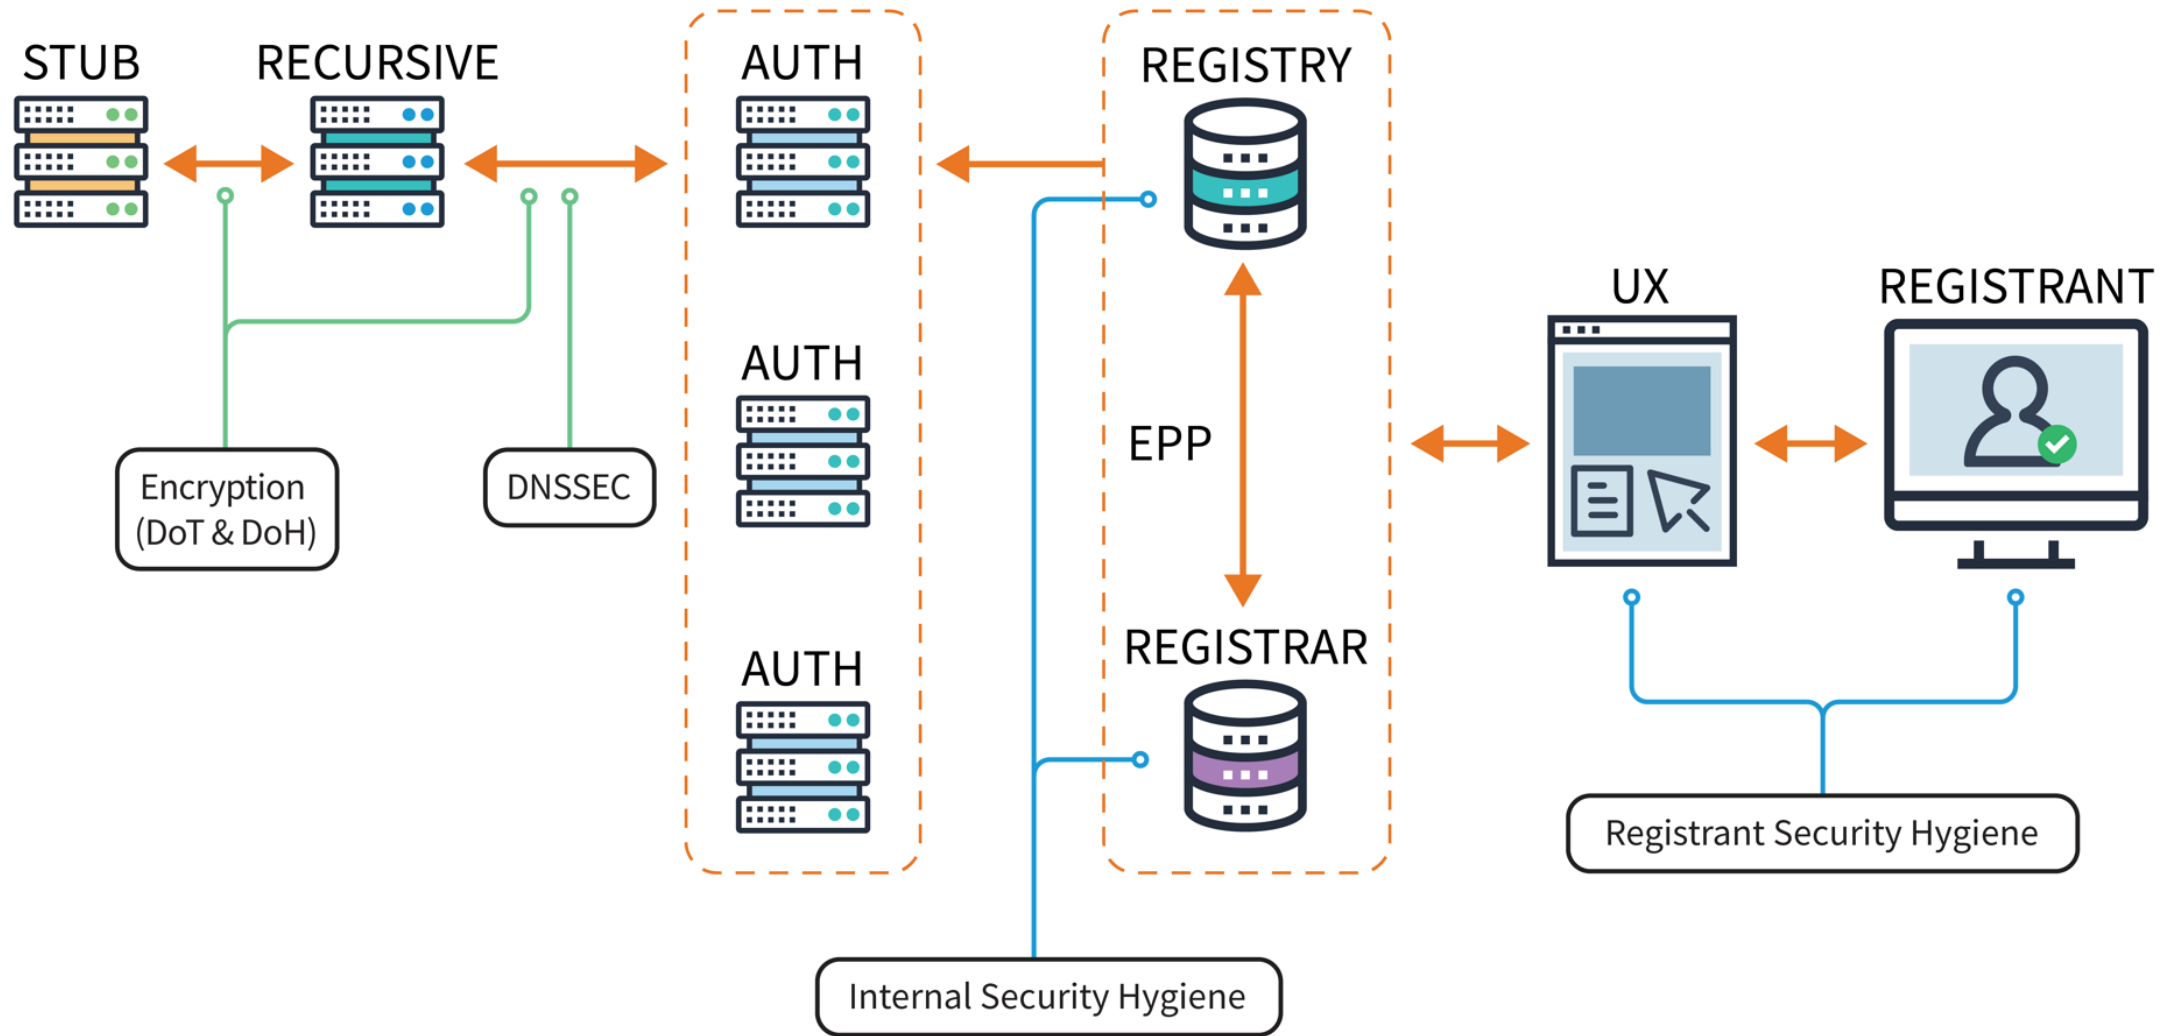 STUB
RECURSIVE
AUTH
REGISTRY
UX
REGISTRANT
AUTH
EPP
Encryption
(DoT & DoH)
DNSSEC
AUTH
REGISTRAR
Registrant Security Hygiene
Internal Security Hygiene